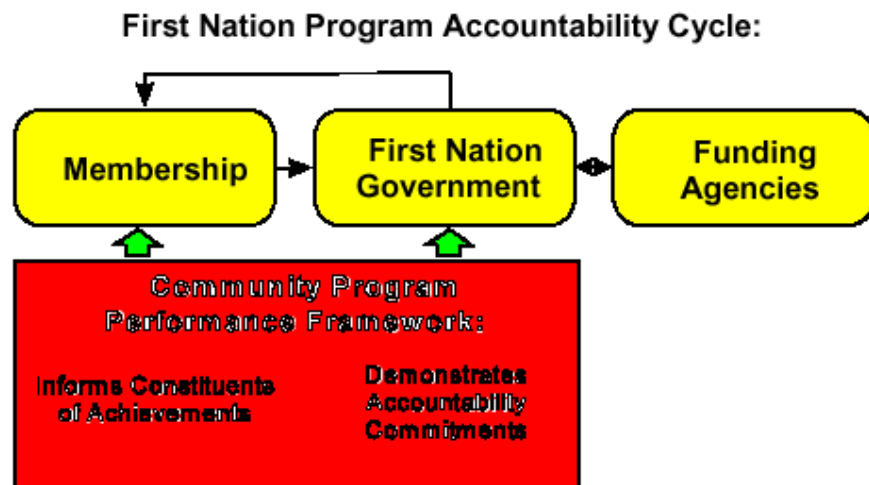 First Nation Program Accountability Cycle:
Membership
First Nation
Government
Funding
Agencies
Community Program
Performance Framework:
Informs Constituents
of Achievements
Demonstrates
Accountability
Commitments